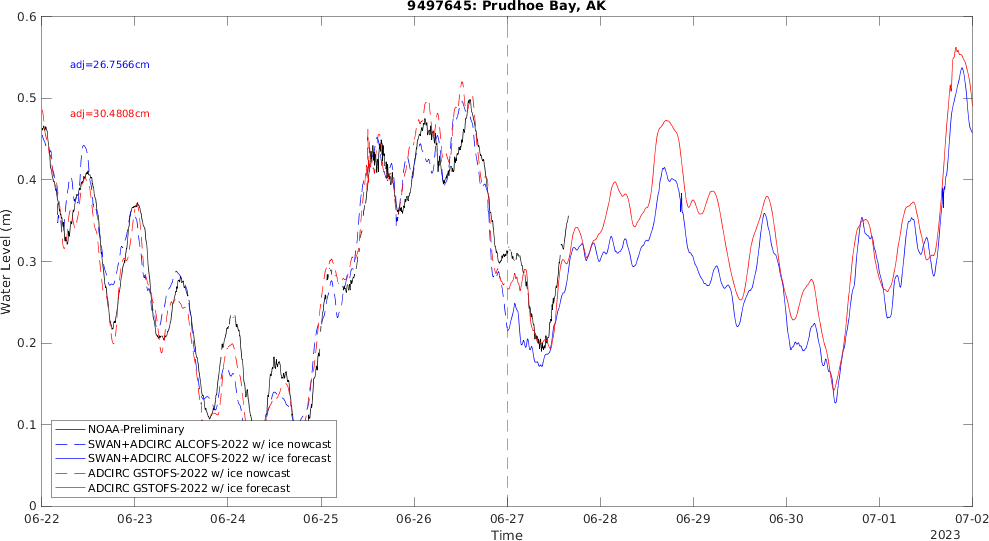 9497645: Prudhoe Bay, AK
0.6
adj=26.7566cm
0.5
adj=30.4808cm
0.4
0.3
0.2
0.1
0
Water Level (m)
NOAA-Preliminary
SWAN+ADCIRC ALCOFS-2022 w/ ice nowcast
SWAN+ADCIRC ALCOFS-2022 w/ ice forecast
ADCIRC GSTOFS-2022 w/ ice nowcast
ADCIRC GSTOFS-2022 w/ ice forecast
06-22 06-23 06-24 06-25 06-26 06-27 06-28 06-29 06-30 07-01 07-02
Time
2023